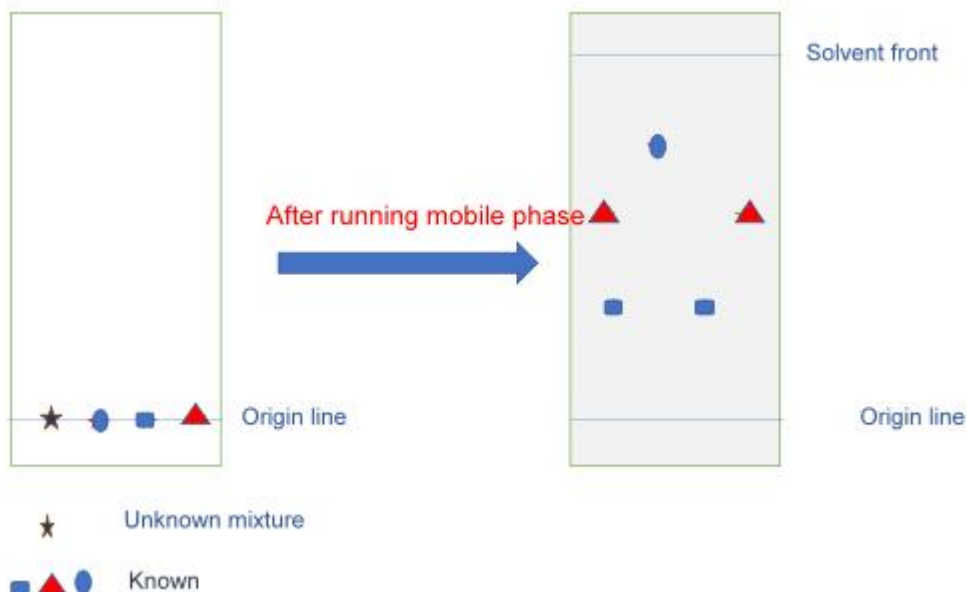 Solvent front
After running mobile phase
Origin line
Origin line
Unknown mixture
Known